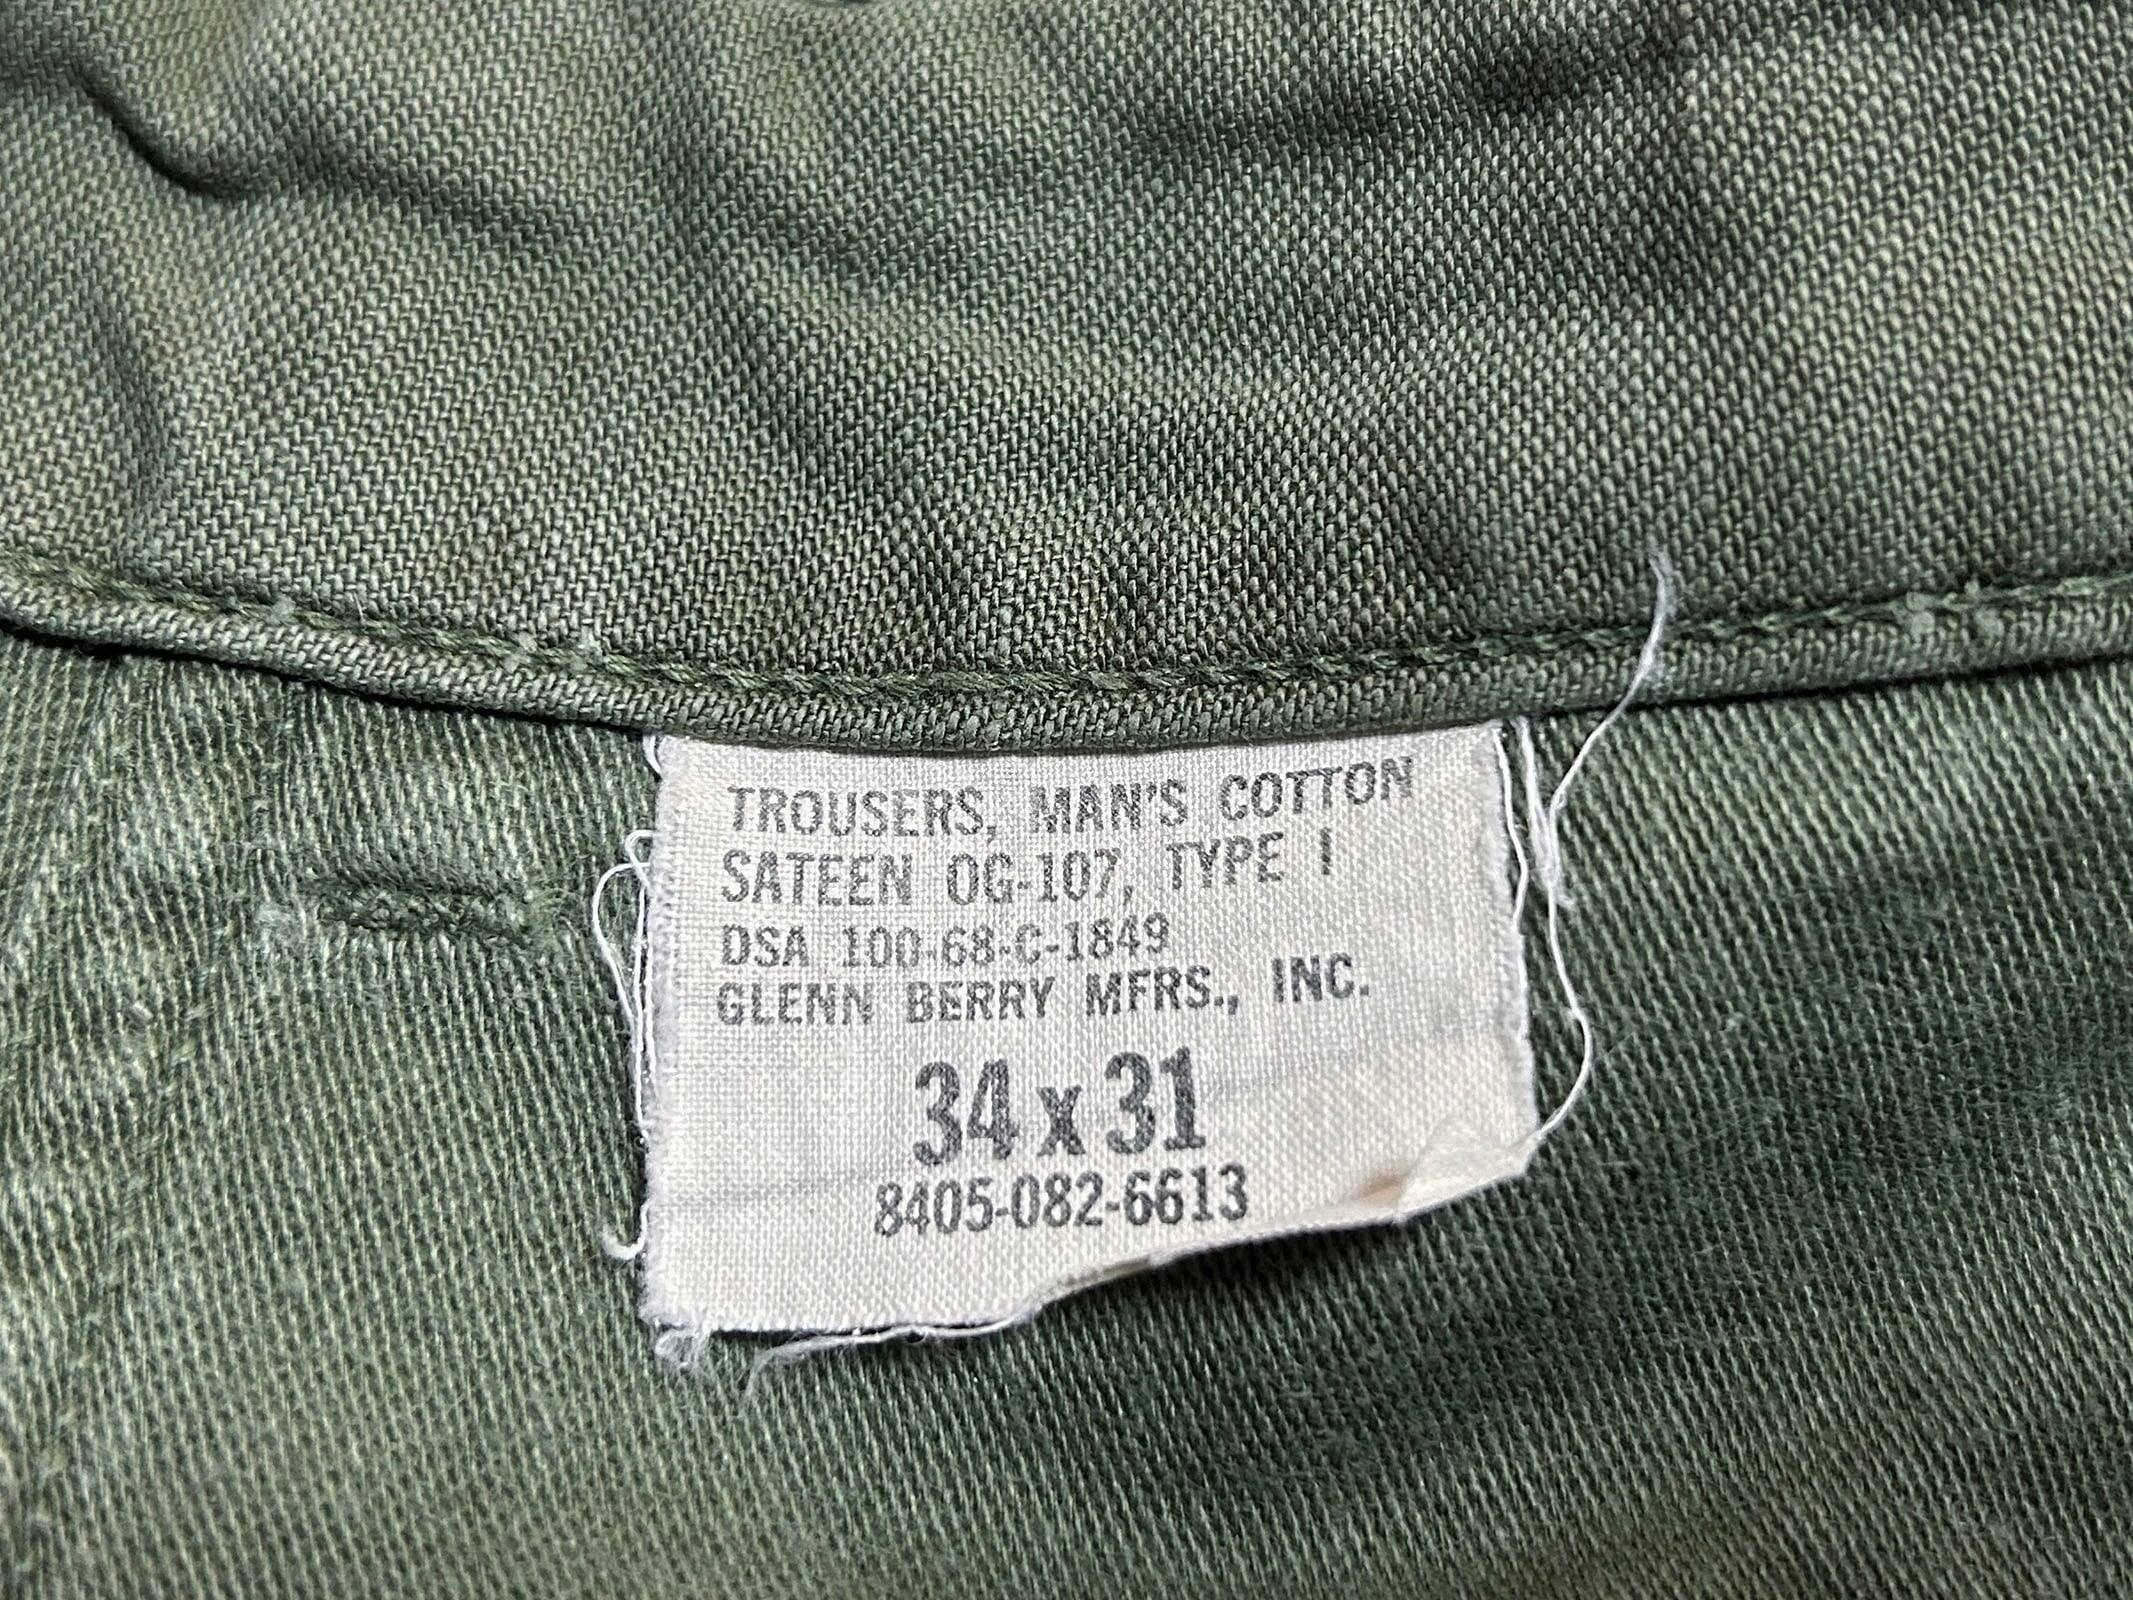 TROUSERS, MAN'S COTTON
SATEEN OG-107, TYPE I
DSA 100-68-C-1849
GLENN BERRY MFRS., INC.
34 x 31
8405-082-6613